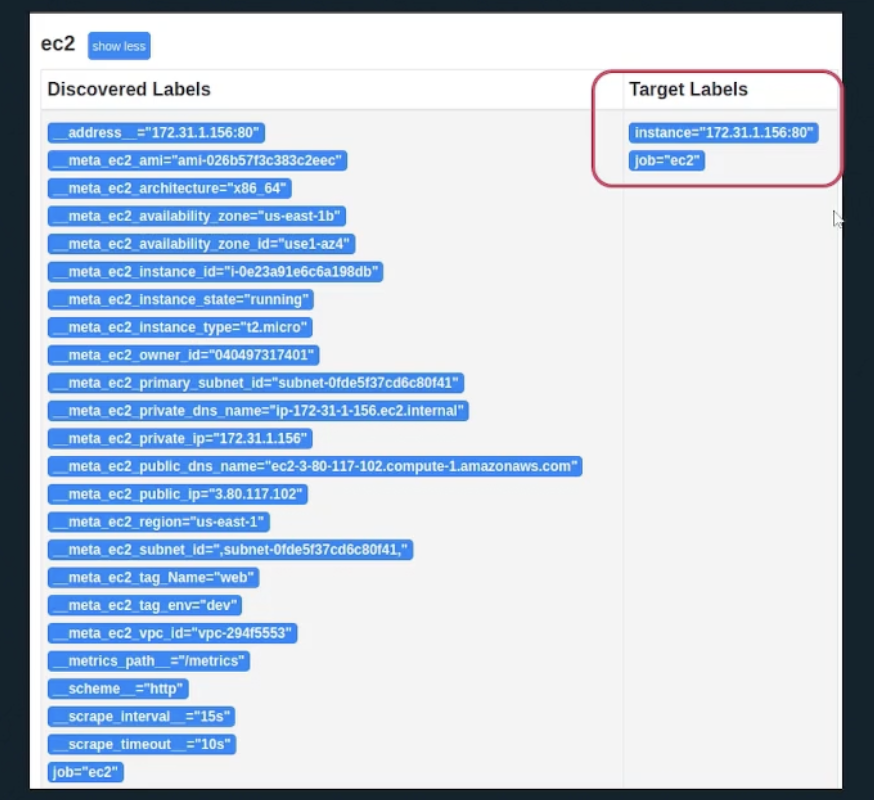 ec2 show less
Discovered Labels Target Labels
__address__="172.31.1.156:80" instance="172.31.1.156:80"
__meta_ec2_ami="ami-026b57f3c383c2eec" job="ec2"
__meta_ec2_architecture="x86_64"
__meta_ec2_availability_zone="us-east-1b"
__meta_ec2_availability_zone_id="use1-az4"
__meta_ec2_instance_id="i-0e23a91e6c6a198db"
__meta_ec2_instance_state="running"
__meta_ec2_instance_type="t2.micro"
__meta_ec2_owner_id="040497317401"
__meta_ec2_primary_subnet_id="subnet-0fde5f37cd6c80f41"
__meta_ec2_private_dns_name="ip-172-31-1-156.ec2.internal"
__meta_ec2_private_ip="172.31.1.156"
__meta_ec2_public_dns_name="ec2-3-80-117-102.compute-1.amazonaws.com"
__meta_ec2_public_ip="3.80.117.102"
__meta_ec2_region="us-east-1"
__meta_ec2_subnet_id=",subnet-0fde5f37cd6c80f41,"
__meta_ec2_tag_Name="web"
__meta_ec2_tag_env="dev"
__meta_ec2_vpc_id="vpc-294f5553"
__metrics_path__="/metrics"
__scheme__="http"
__scrape_interval__="15s"
__scrape_timeout__="10s"
job="ec2"